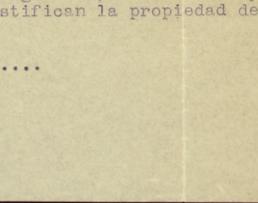 stifican la propiedad de
....